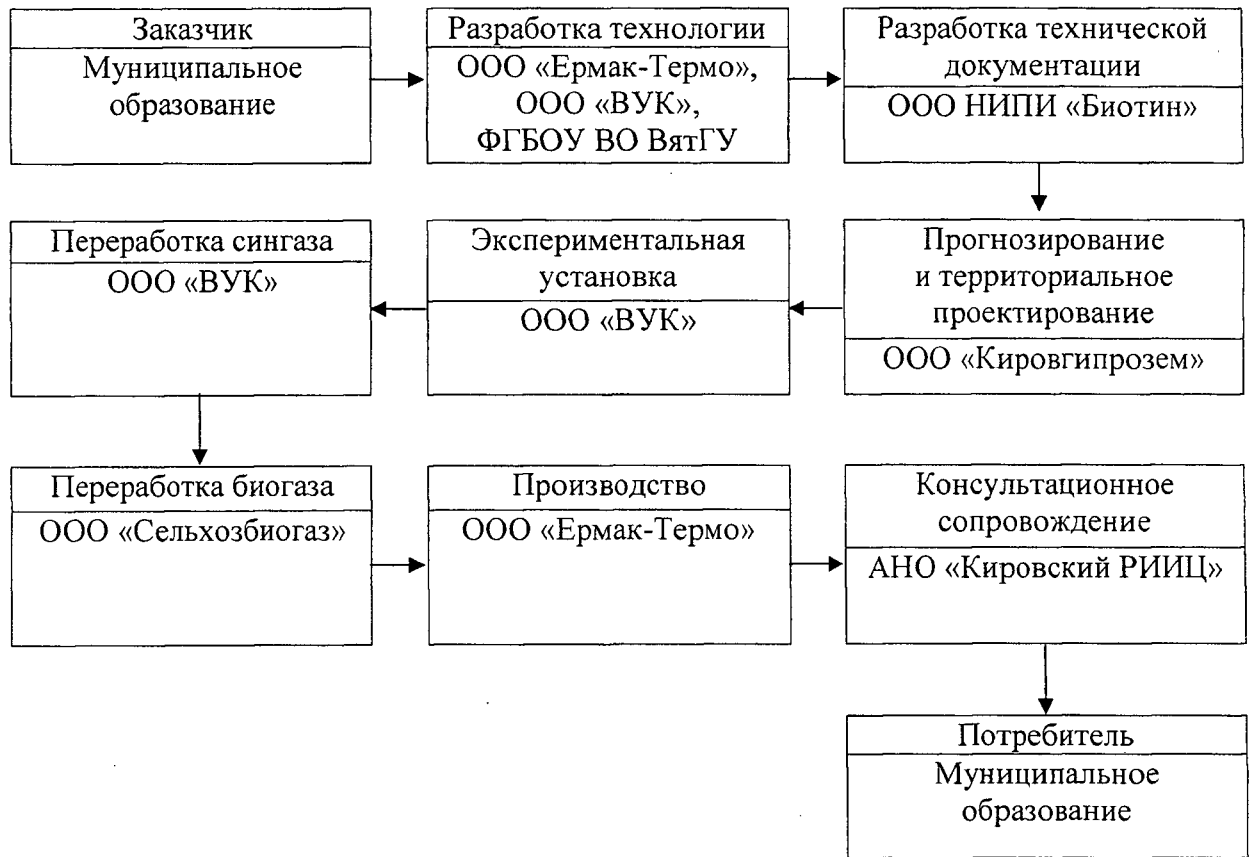 Заказчик
Муниципальное
образование
Разработка технологии
ООО «Ермак-Термо»,
ООО «ВУК»,
ФГБОУ ВО ВятГУ
Разработка технической
документации
ООО НИПИ «Биотин»
Переработка сингаза
ООО «ВУК»
Экспериментальная
установка
ООО «ВУК»
Прогнозирование
и территориальное
проектирование
ООО «Кировгипрозем»
Переработка биогаза
ООО «Сельхозбиогаз»
Производство
ООО «Ермак-Термо»
Консультационное
сопровождение
АНО «Кировский РИИЦ»
Потребитель
Муниципальное
образование